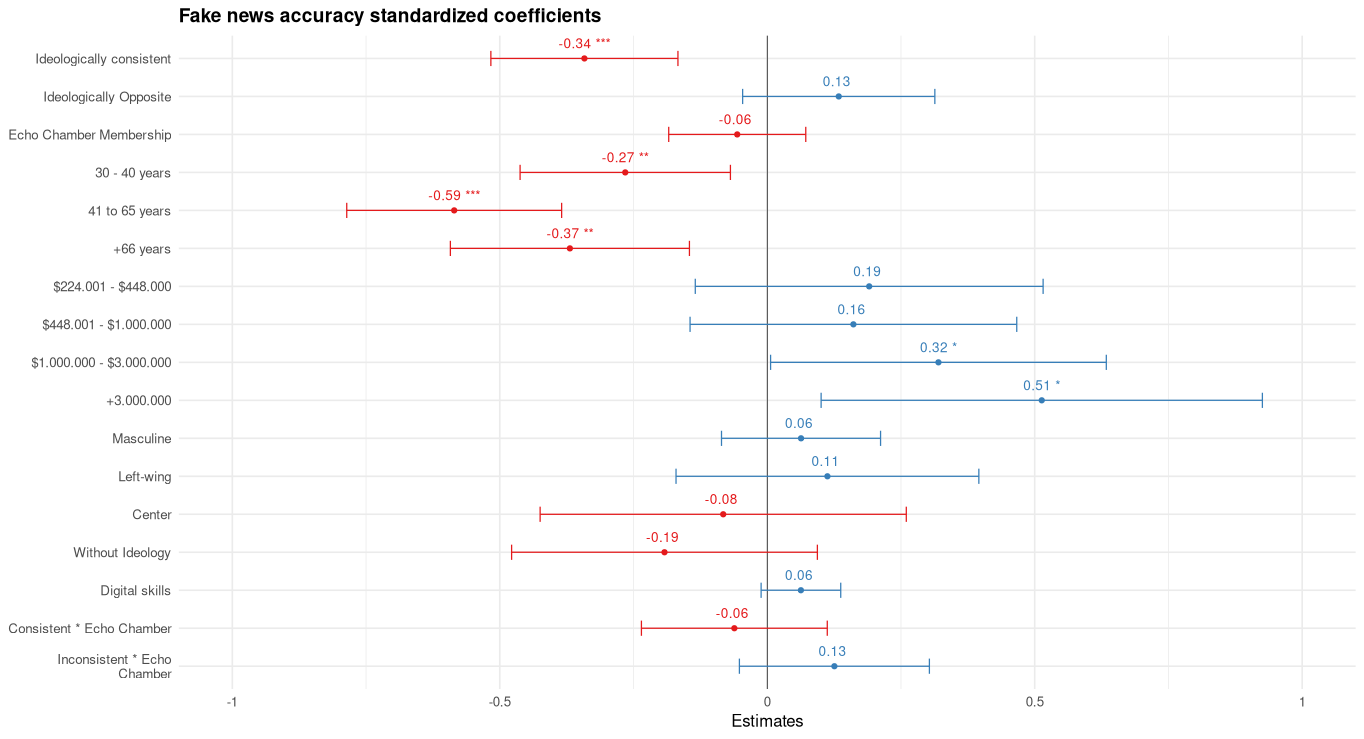 Fake news accuracy standardized coefficients
Ideologically consistent
-0.34 ***
Ideologically Opposite
0.13
Echo Chamber Membership
-0.06
30 - 40 years
-0.27 **
41 to 65 years
-0.59 ***
+66 years
-0.37 **
$224.001 - $448.000
0.19
$448.001 - $1.000.000
0.16
$1.000.000 - $3.000.000
0.32 *
+3.000.000
0.51 *
Masculine
0.06
Left-wing
0.11
Center
-0.08
Without Ideology
-0.19
Digital skills
0.06
Consistent * Echo Chamber
-0.06
Inconsistent * Echo
Chamber
0.13
-1
-0.5
0
0.5
1
Estimates